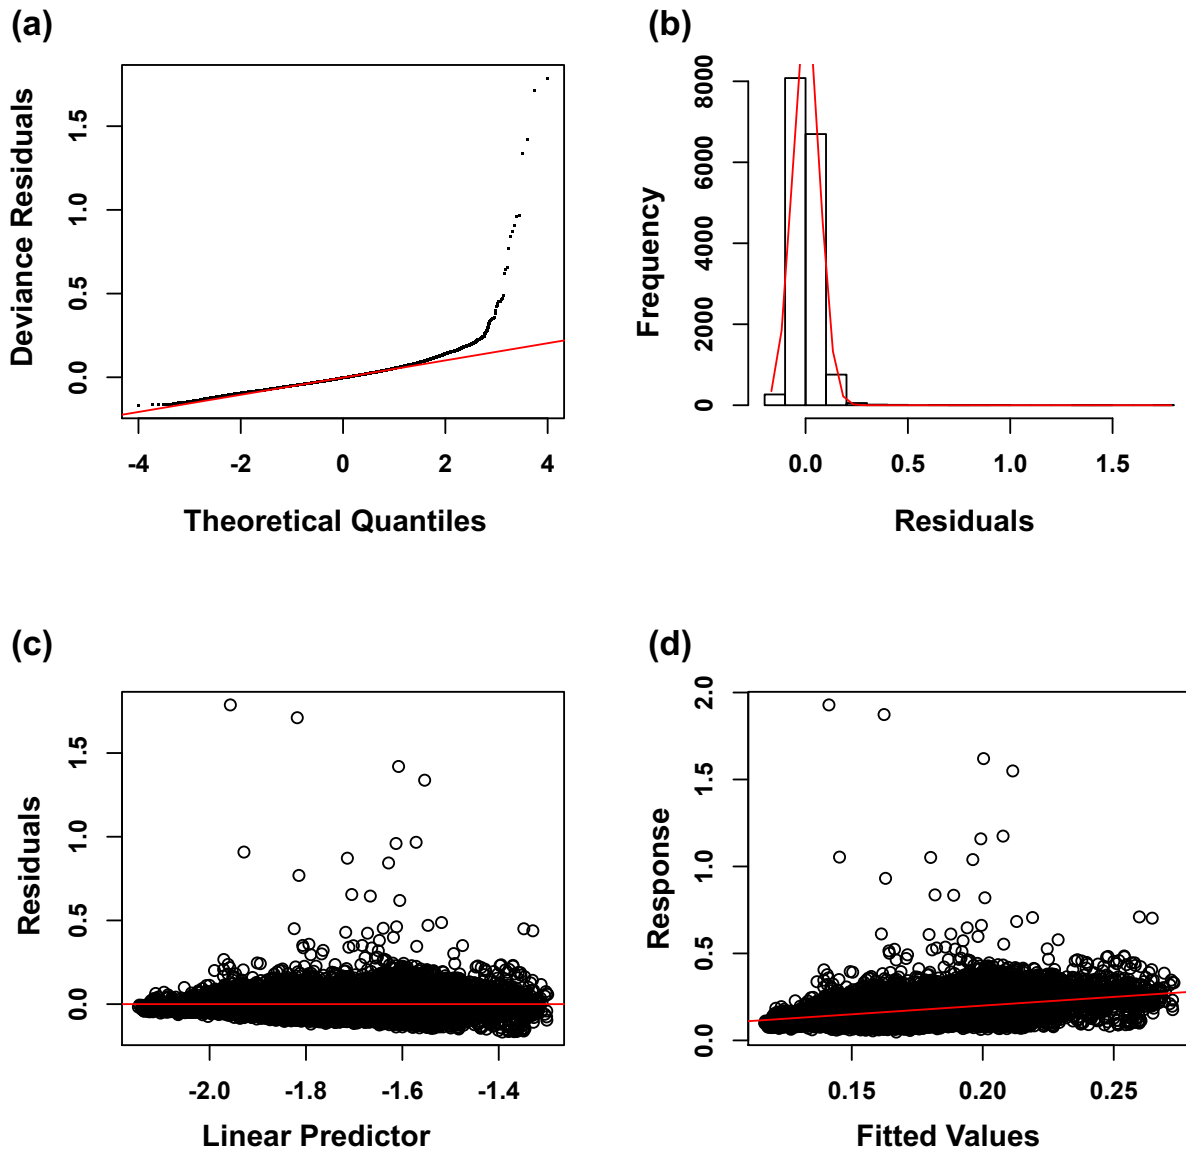 (a)
Deviance Residuals
0.0 0.5 1.0 1.5
-4 -2 0 2 4
Theoretical Quantiles
(b)
Frequency
0 2000 4000 6000 8000
0.0 0.5 1.0 1.5
Residuals
(c)
Residuals
0.0 0.5 1.0 1.5
-2.0 -1.8 -1.6 -1.4
Linear Predictor
(d)
Response
0.0 0.5 1.0 1.5 2.0
0.15 0.20 0.25
Fitted Values